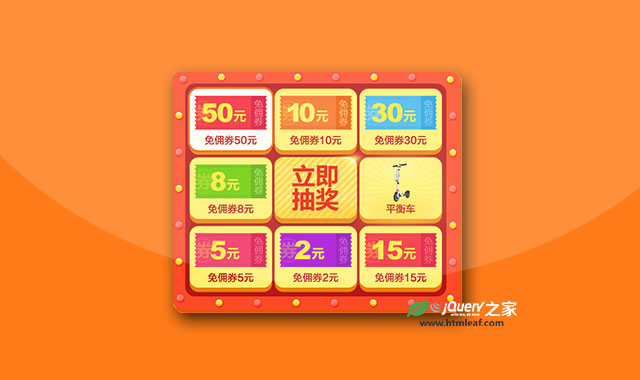 50元
免佣券
免佣券50元
10元
免佣券
免佣券10元
30元
免佣券
免佣券30元
券
8元
免佣券8元
立即
抽奖
平衡车
券
5元
免佣券5元
券
2元
免佣券
免佣券2元
15元
免佣券
免佣券15元
jQuery之家
www.htmleaf.com